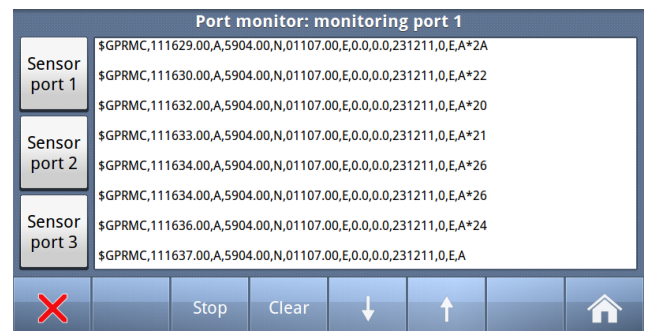 Port monitor: monitoring port 1
Sensor
port 1
Sensor
port 2
Sensor
port 3
$GPRMC,111629.00,A,5904.00,N,01107.00,E,0.0,0.0,231211,0,E,A*2A
$GPRMC,111630.00,A,5904.00,N,01107.00,E,0.0,0.0,231211,0,E,A*22
$GPRMC,111632.00,A,5904.00,N,01107.00,E,0.0,0.0,231211,0,E,A*20
$GPRMC,111633.00,A,5904.00,N,01107.00,E,0.0,0.0,231211,0,E,A*21
$GPRMC,111634.00,A,5904.00,N,01107.00,E,0.0,0.0,231211,0,E,A*26
$GPRMC,111634.00,A,5904.00,N,01107.00,E,0.0,0.0,231211,0,E,A*26
$GPRMC,111636.00,A,5904.00,N,01107.00,E,0.0,0.0,231211,0,E,A*24
$GPRMC,111637.00,A,5904.00,N,01107.00,E,0.0,0.0,231211,0,E,A
Stop Clear